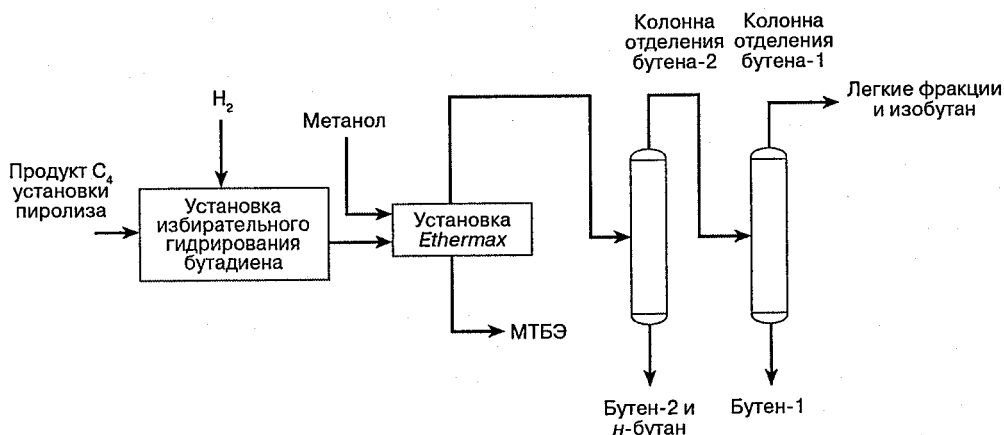 Колонна
отделения
бутена-2
Колонна
отделения
бутена-1
Легкие фракции
и изобутан
H₂
Метанол
Продукт C₄
установки
пиролиза
Установка
избирательного
гидрирования
бутадиена
Установка
Ethermax
МТБЭ
Бутен-2 и
н-бутан
Бутен-1